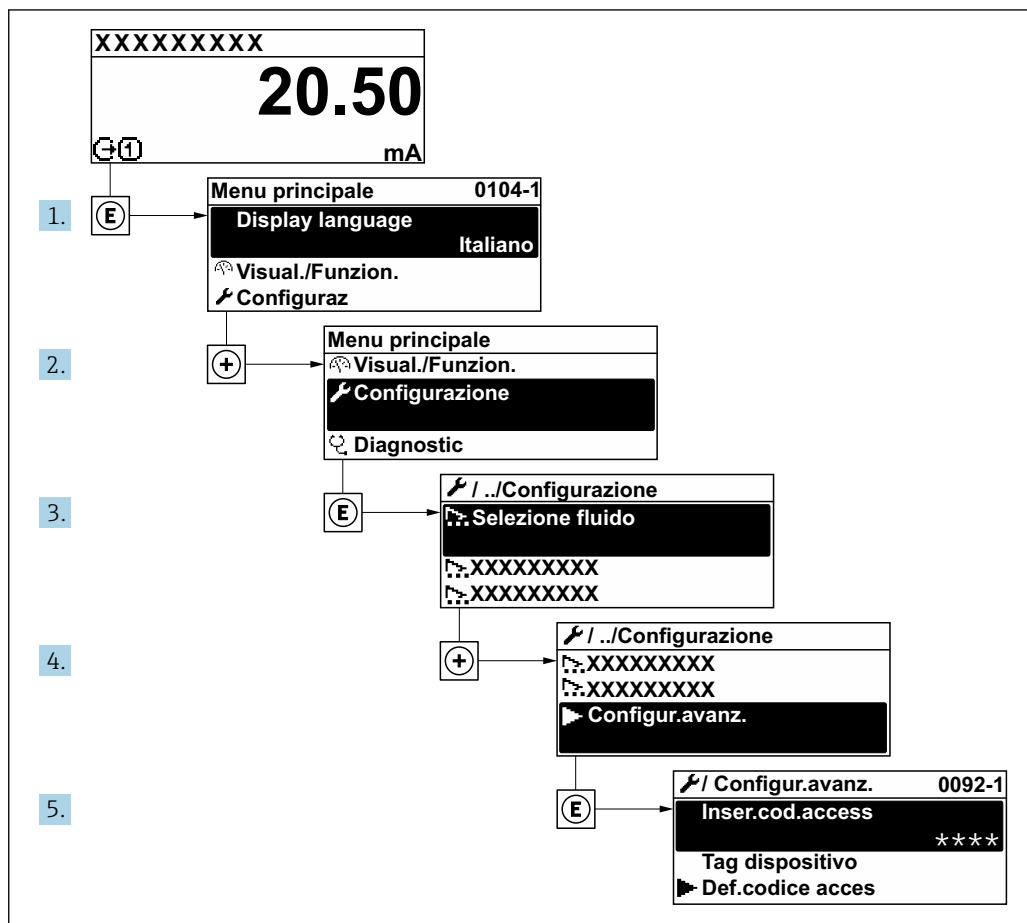 XXXXXXXXX
20.50
1
mA
1.
E
Menu principale 0104-1
Display language
Italiano
Visual./Funzion.
Configuraz
2.
+
Menu principale
Visual./Funzion.
Configurazione
Diagnostic
3.
E
/ ../Configurazione
Selezione fluido
XXXXXXXXX
XXXXXXXXX
4.
+
/ ../Configurazione
XXXXXXXXX
XXXXXXXXX
Configur.avanz.
5.
E
/ Configur.avanz. 0092-1
Inser.cod.access
****
Tag dispositivo
Def.codice acces